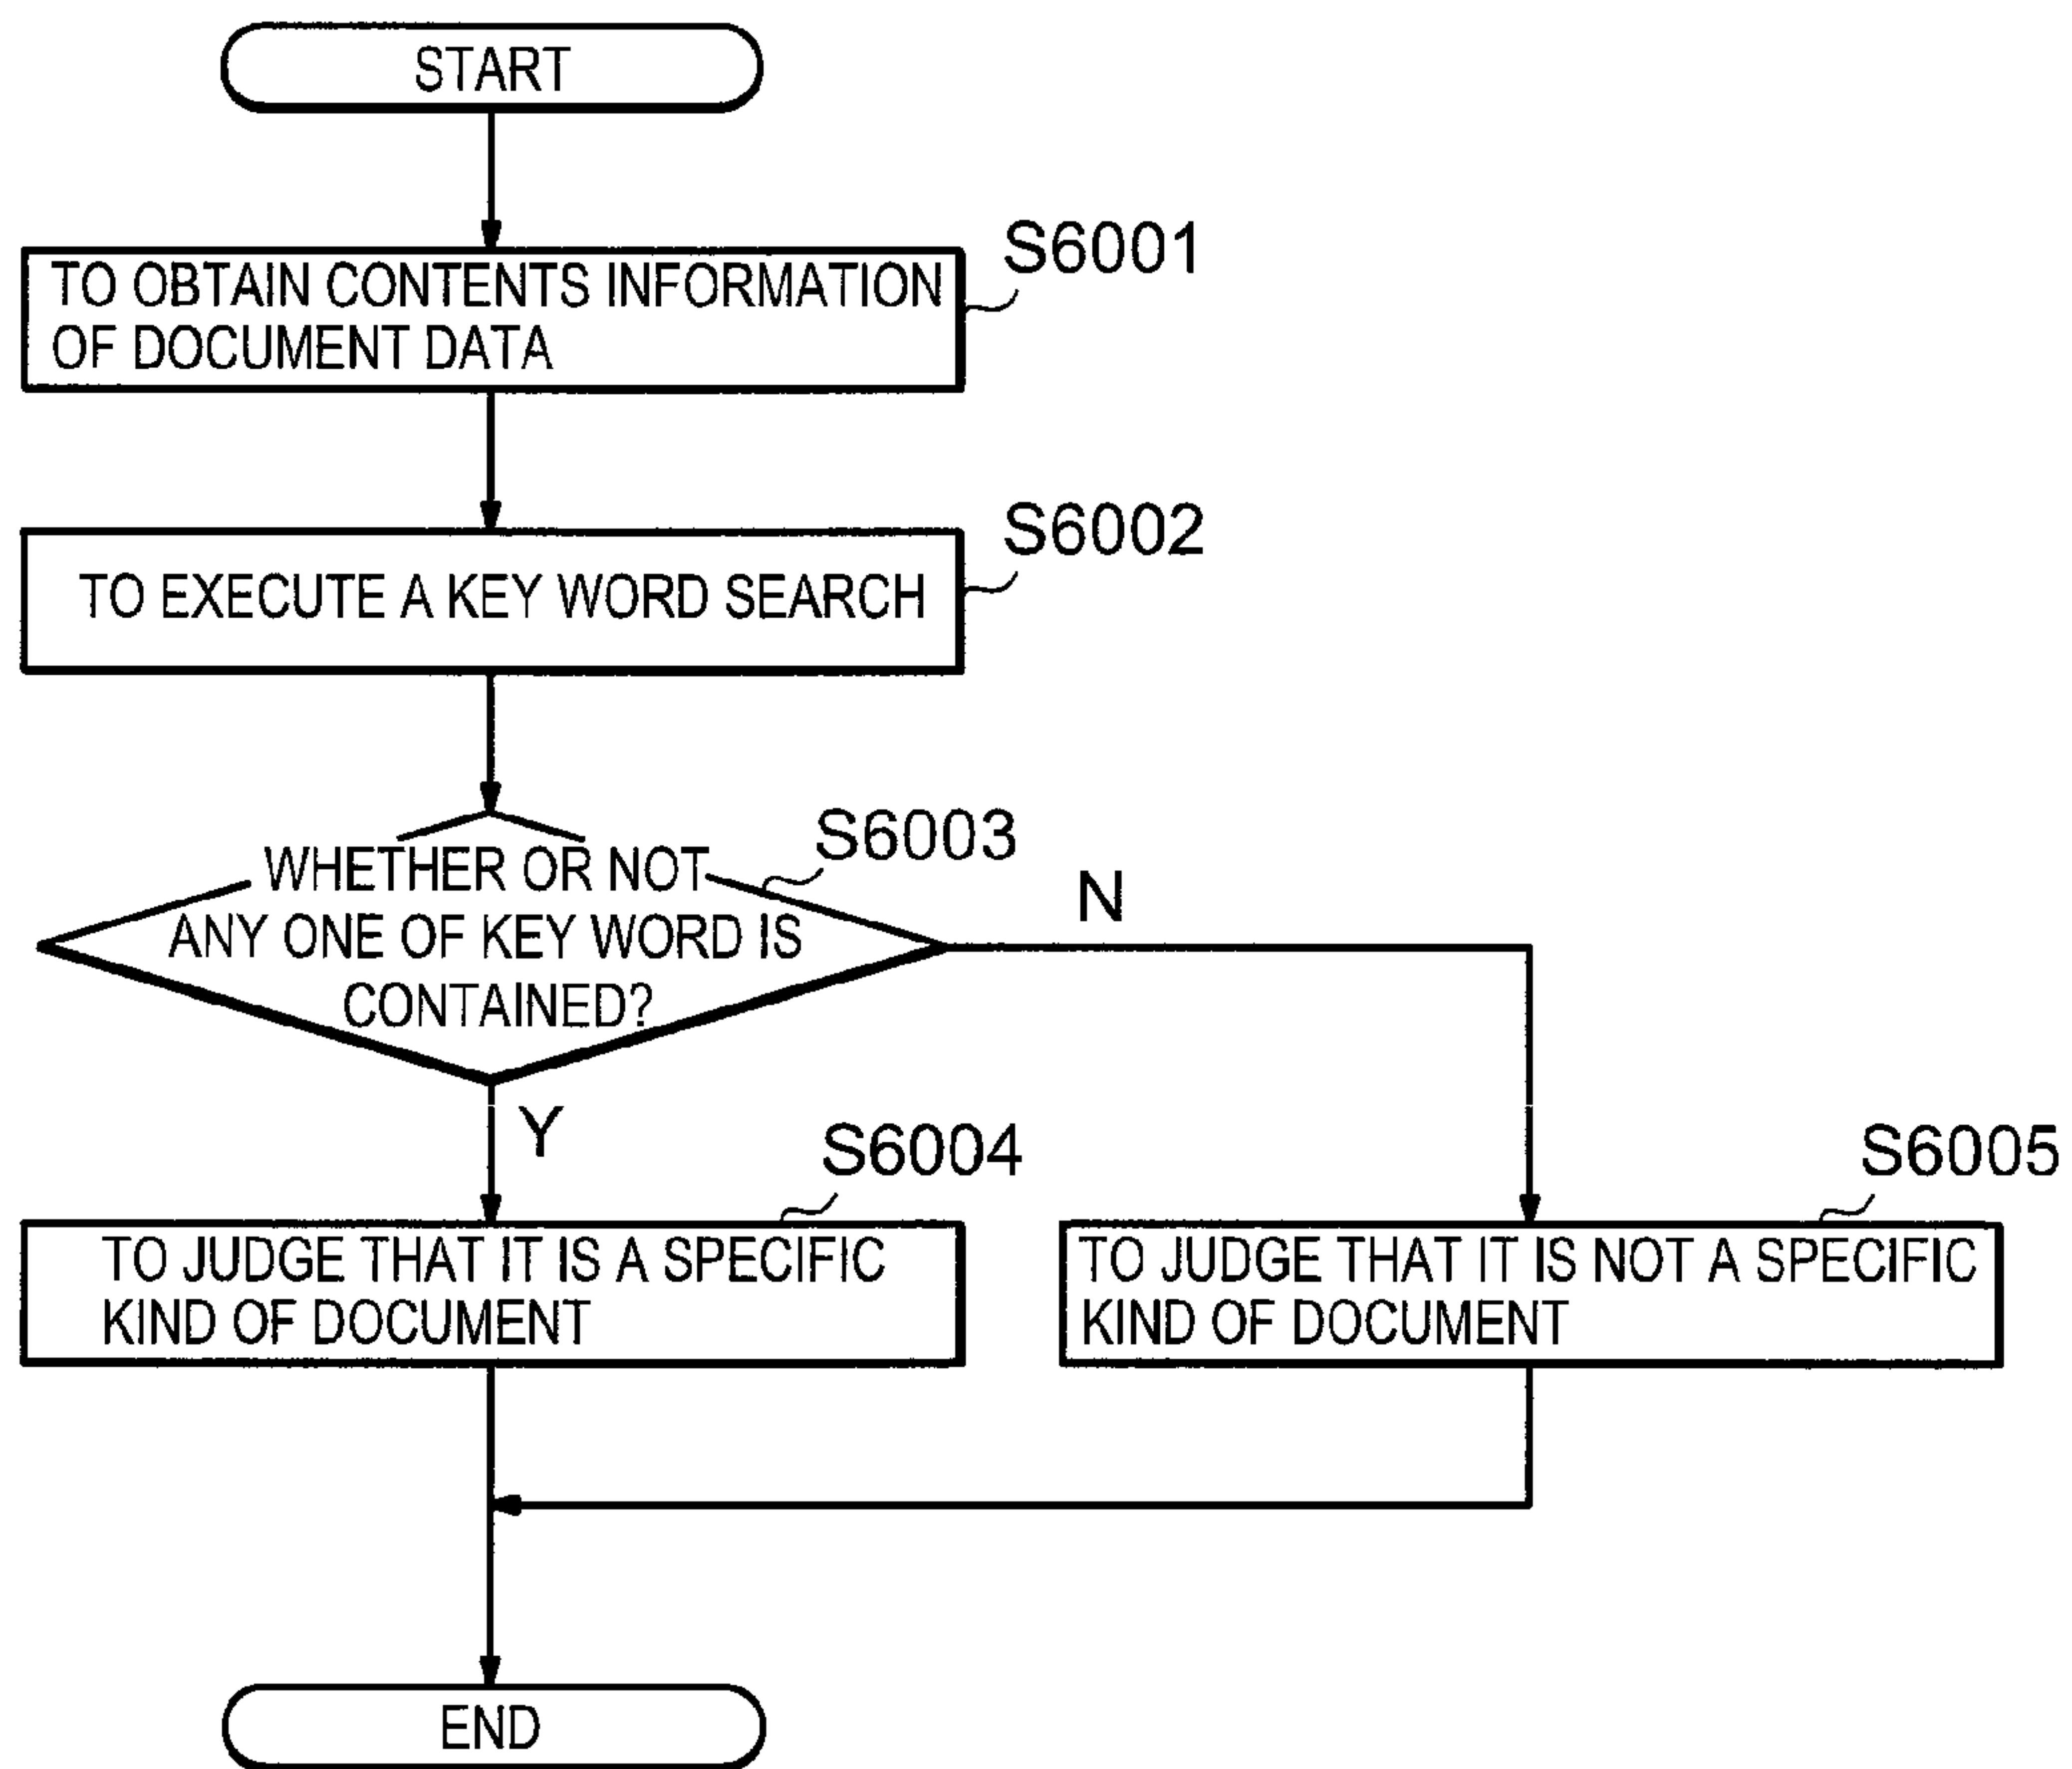 START
S6001
TO OBTAIN CONTENTS INFORMATION
OF DOCUMENT DATA
S6002
TO EXECUTE A KEY WORD SEARCH
S6003
WHETHER OR NOT
ANY ONE OF KEY WORD IS
CONTAINED?
N
Y
S6004
TO JUDGE THAT IT IS A SPECIFIC
KIND OF DOCUMENT
S6005
TO JUDGE THAT IT IS NOT A SPECIFIC
KIND OF DOCUMENT
END